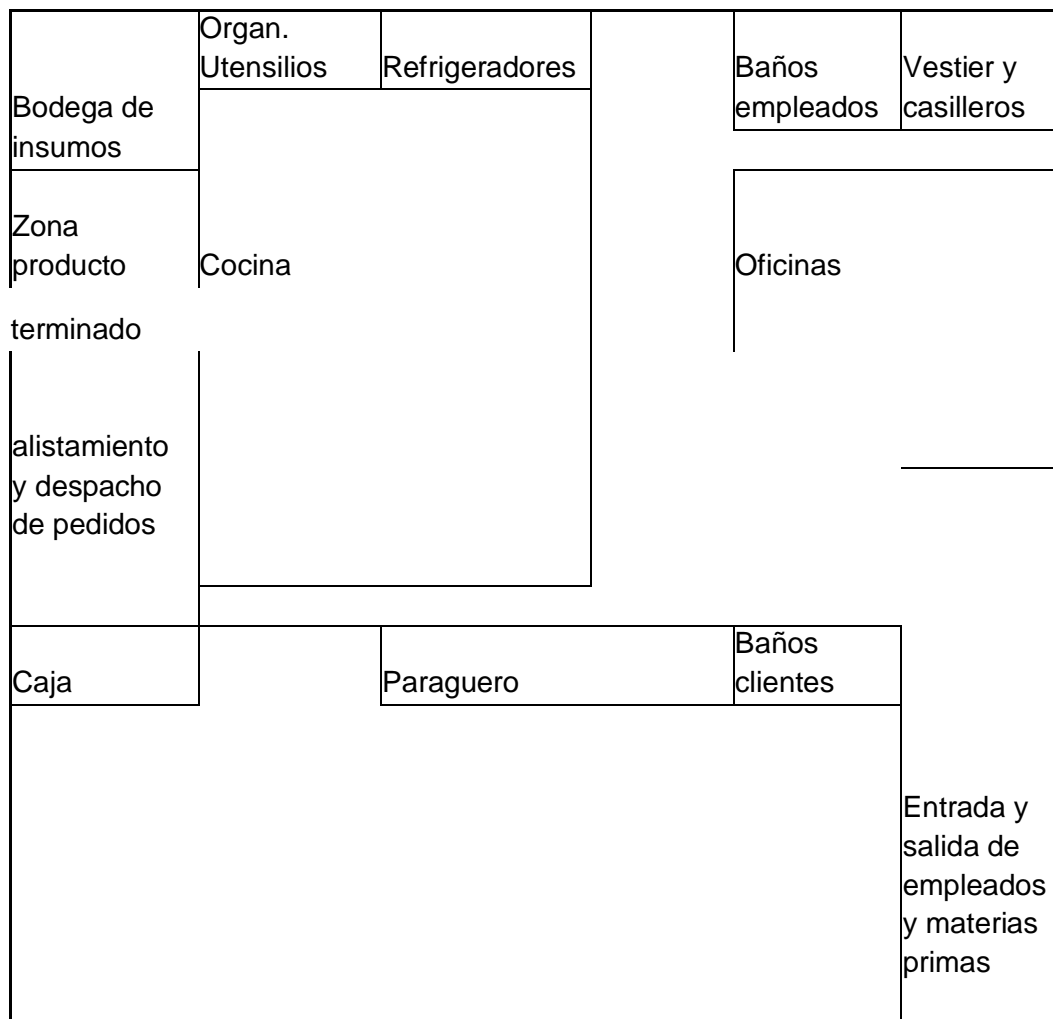 Organ.
Utensilios
Refrigeradores
Baños
empleados
Vestier y
casilleros
Bodega de
insumos
Zona
producto
terminado
alistamiento
y despacho
de pedidos
Cocina
Oficinas
Caja
Paraguero
Baños
clientes
Entrada y
salida de
empleados
y materias
primas